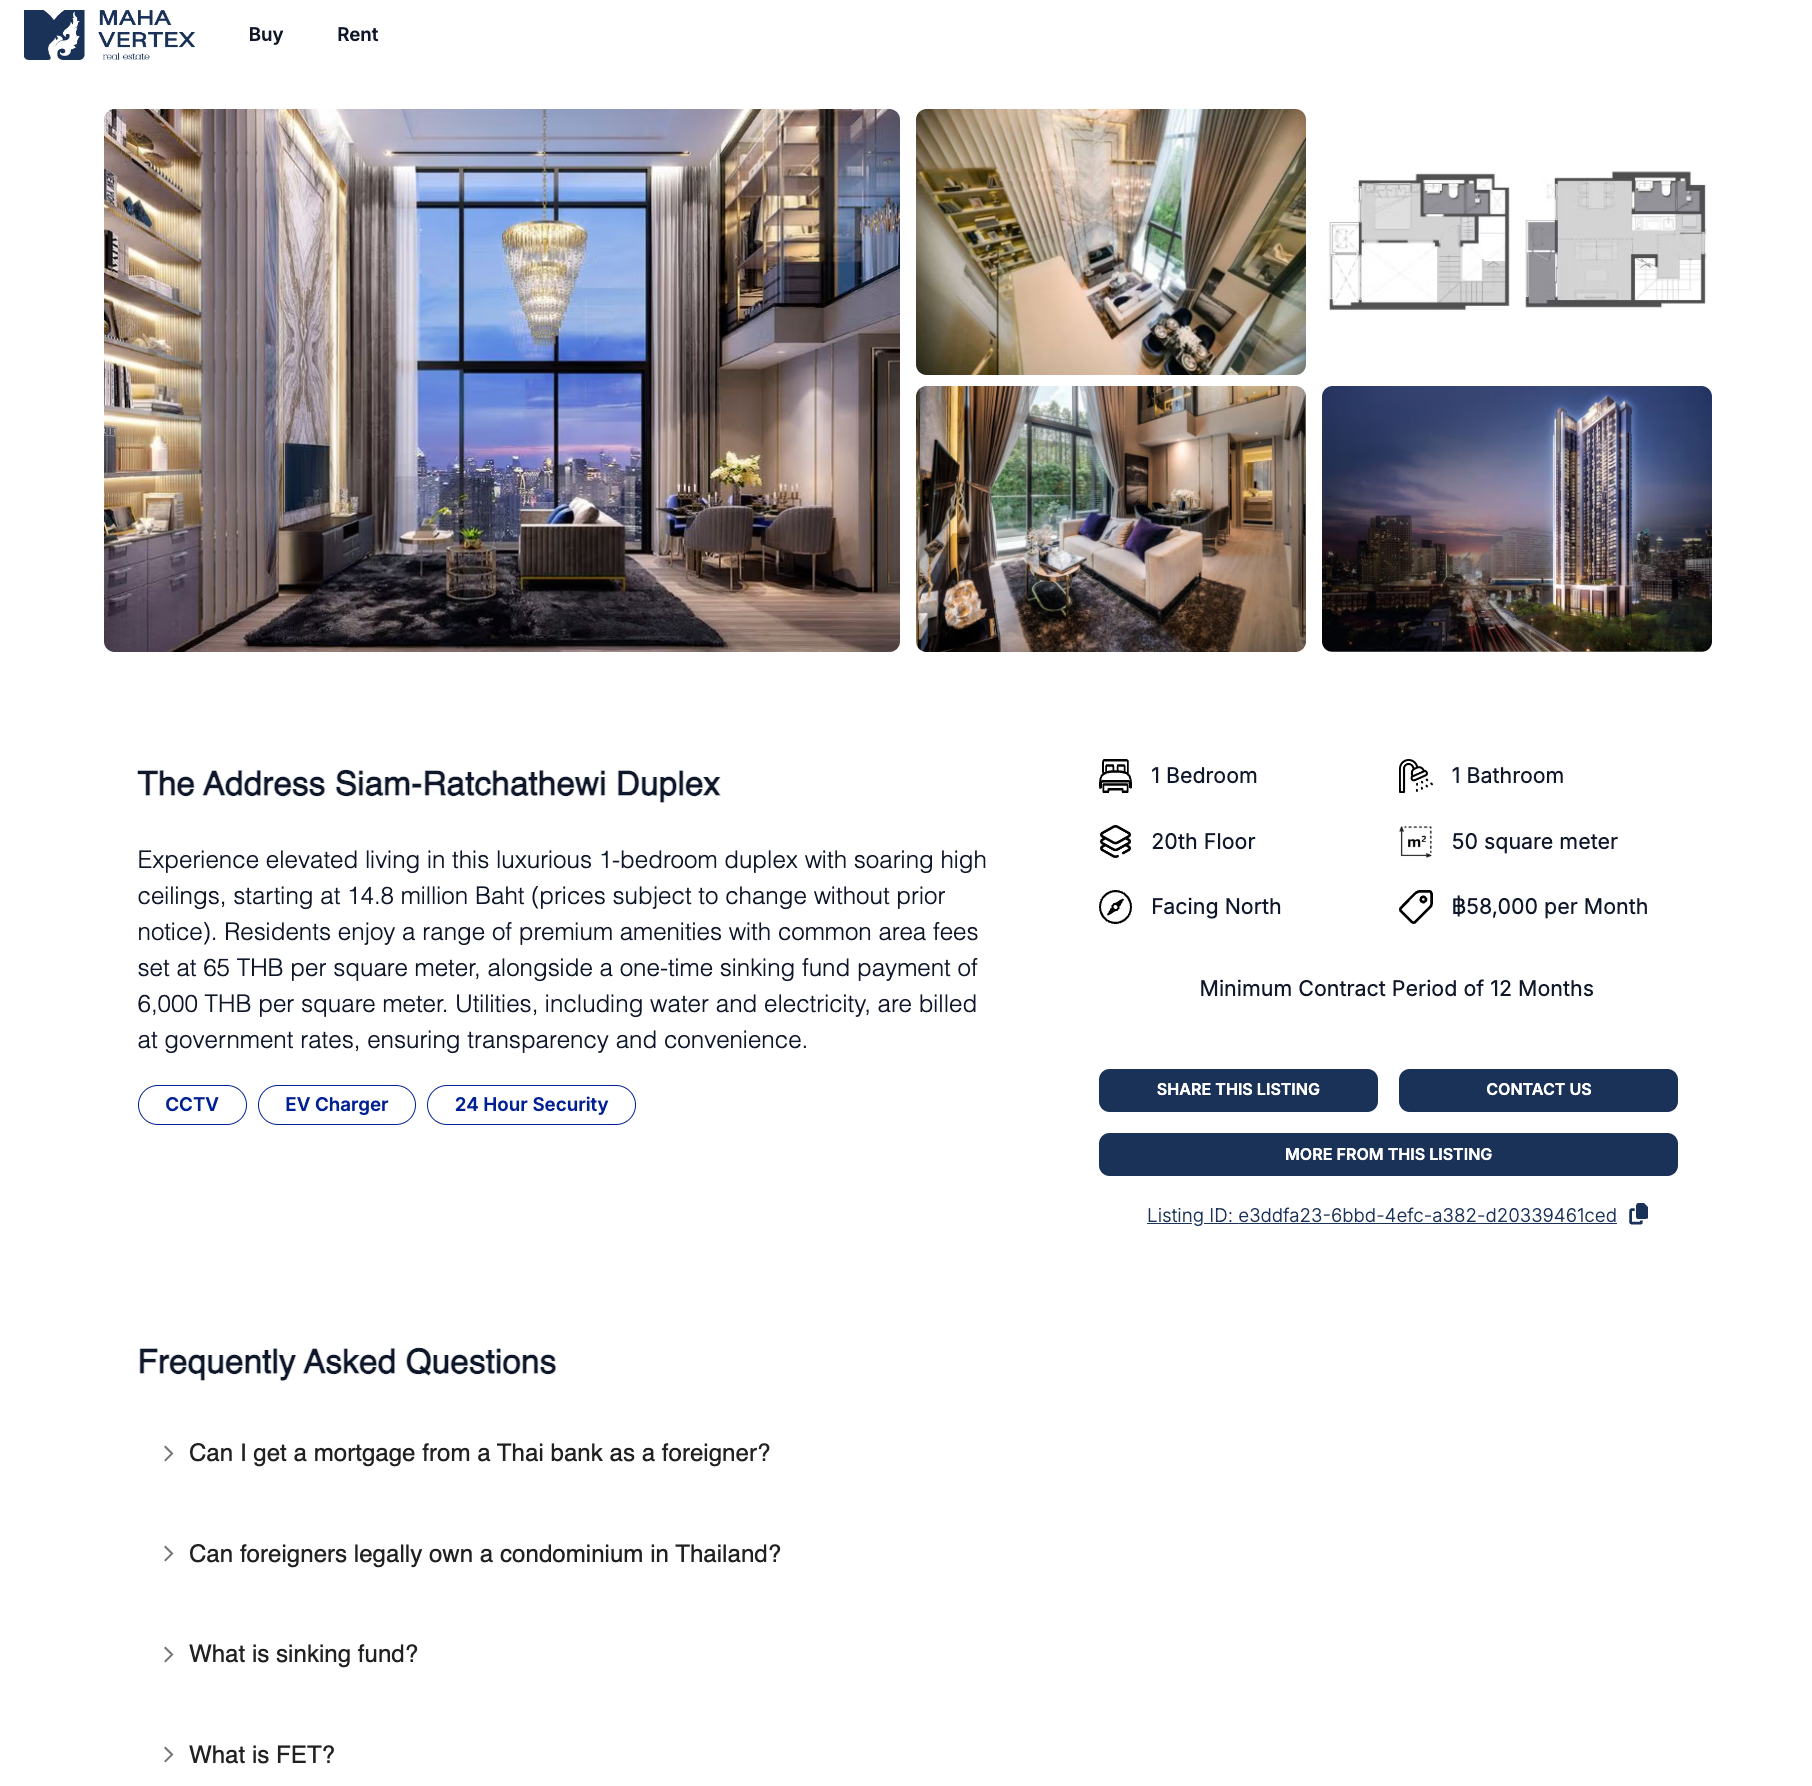 MAHA
VERTEX
real estate
Buy
Rent
The Address Siam-Ratchathewi Duplex
Experience elevated living in this luxurious 1-bedroom duplex with soaring high
ceilings, starting at 14.8 million Baht (prices subject to change without prior
notice). Residents enjoy a range of premium amenities with common area fees
set at 65 THB per square meter, alongside a one-time sinking fund payment of
6,000 THB per square meter. Utilities, including water and electricity, are billed
at government rates, ensuring transparency and convenience.
CCTV
EV Charger
24 Hour Security
1 Bedroom
1 Bathroom
20th Floor
m²
50 square meter
Facing North
฿58,000 per Month
Minimum Contract Period of 12 Months
SHARE THIS LISTING
CONTACT US
MORE FROM THIS LISTING
Listing ID: e3ddfa23-6bbd-4efc-a382-d20339461ced
Frequently Asked Questions
Can I get a mortgage from a Thai bank as a foreigner?
Can foreigners legally own a condominium in Thailand?
What is sinking fund?
What is FET?